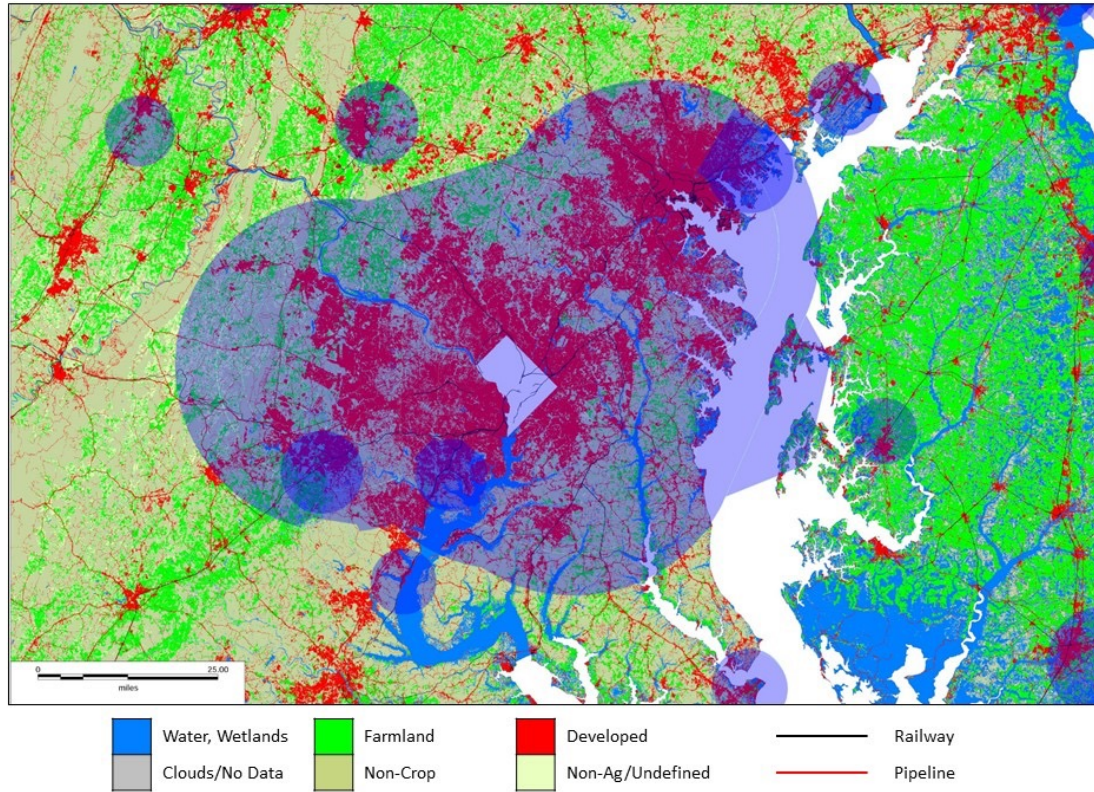 0 25.00
miles
Water, Wetlands Farmland Developed Railway
Clouds/No Data Non-Crop Non-Ag/Undefined Pipeline